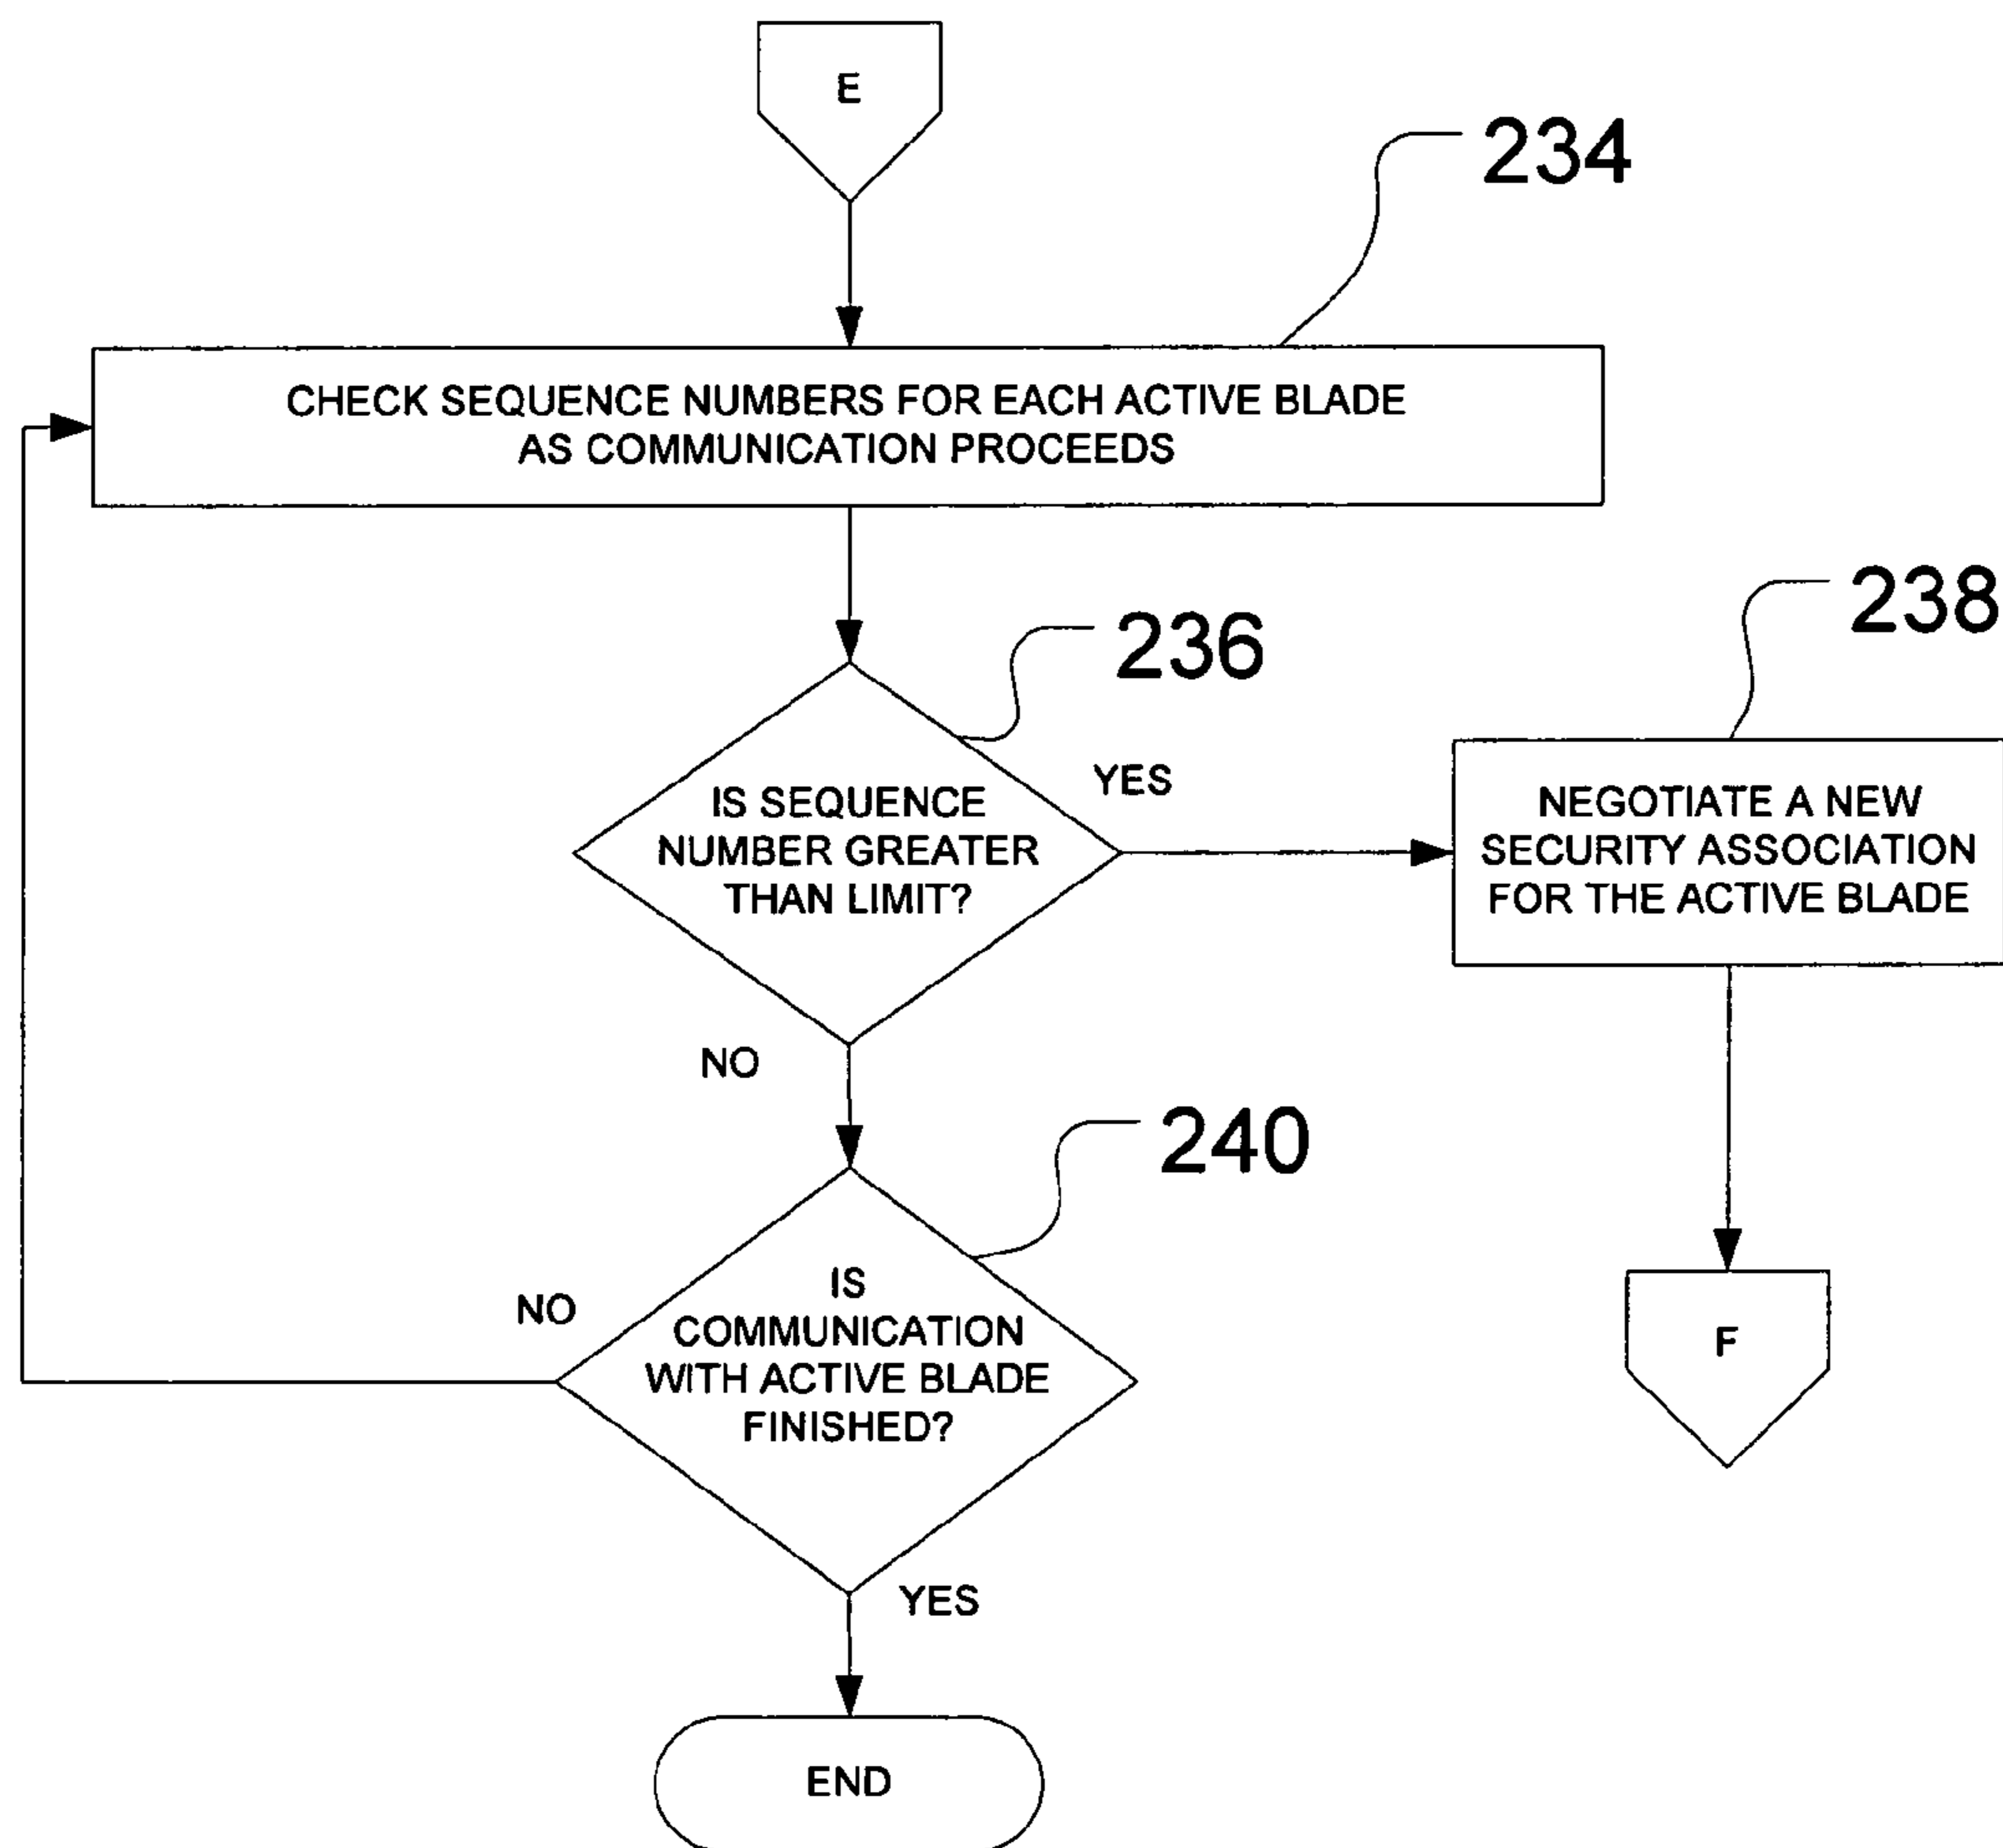 E
234
CHECK SEQUENCE NUMBERS FOR EACH ACTIVE BLADE
AS COMMUNICATION PROCEEDS
236
238
IS SEQUENCE
NUMBER GREATER
THAN LIMIT?
YES
NEGOTIATE A NEW
SECURITY ASSOCIATION
FOR THE ACTIVE BLADE
NO
240
IS
COMMUNICATION
WITH ACTIVE BLADE
FINISHED?
NO
F
YES
END